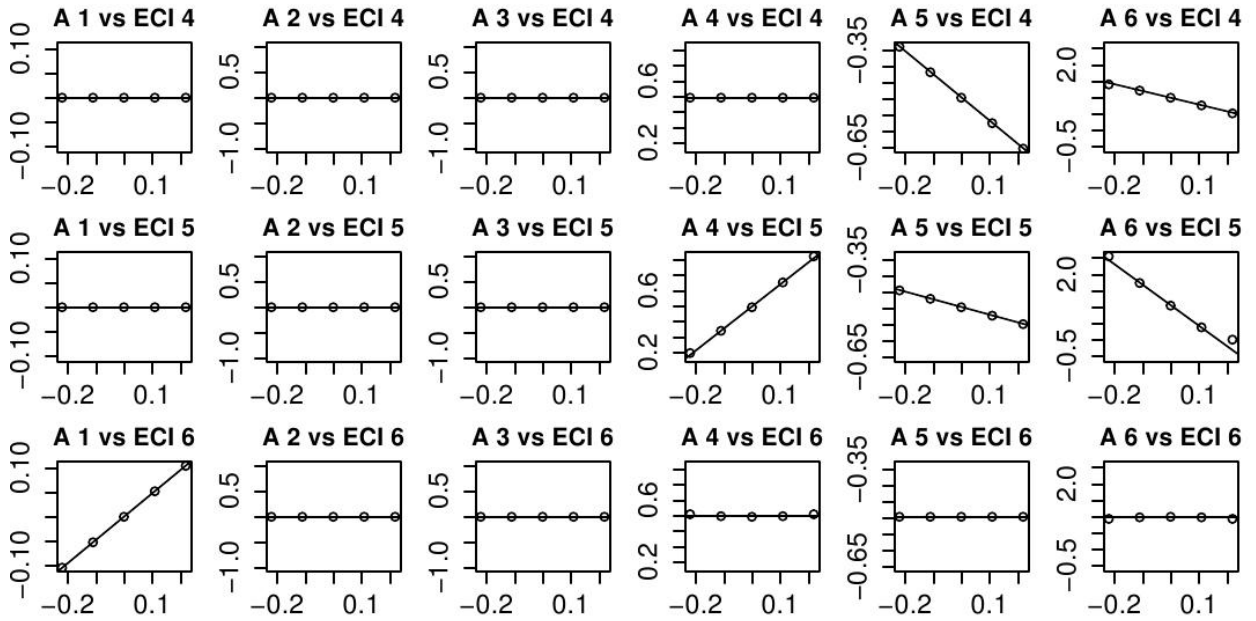 A 1 vs ECI 4 A 2 vs ECI 4 A 3 vs ECI 4 A 4 vs ECI 4 A 5 vs ECI 4 A 6 vs ECI 4
0.10 0.5 0.6 −0.35 2.0
−0.10 −1.0 0.2 −0.65 −0.5
−0.2 0.1 −0.2 0.1 −0.2 0.1 −0.2 0.1 −0.2 0.1 −0.2 0.1
A 1 vs ECI 5 A 2 vs ECI 5 A 3 vs ECI 5 A 4 vs ECI 5 A 5 vs ECI 5 A 6 vs ECI 5
0.10 0.5 0.5 0.6 −0.35 2.0
−0.10 −1.0 −1.0 0.2 −0.65 −0.5
−0.2 0.1 −0.2 0.1 −0.2 0.1 −0.2 0.1 −0.2 0.1 −0.2 0.1
A 1 vs ECI 6 A 2 vs ECI 6 A 3 vs ECI 6 A 4 vs ECI 6 A 5 vs ECI 6 A 6 vs ECI 6
0.10 0.5 0.5 0.6 −0.35 2.0
−0.10 −1.0 −1.0 0.2 −0.65 −0.5
−0.2 0.1 −0.2 0.1 −0.2 0.1 −0.2 0.1 −0.2 0.1 −0.2 0.1